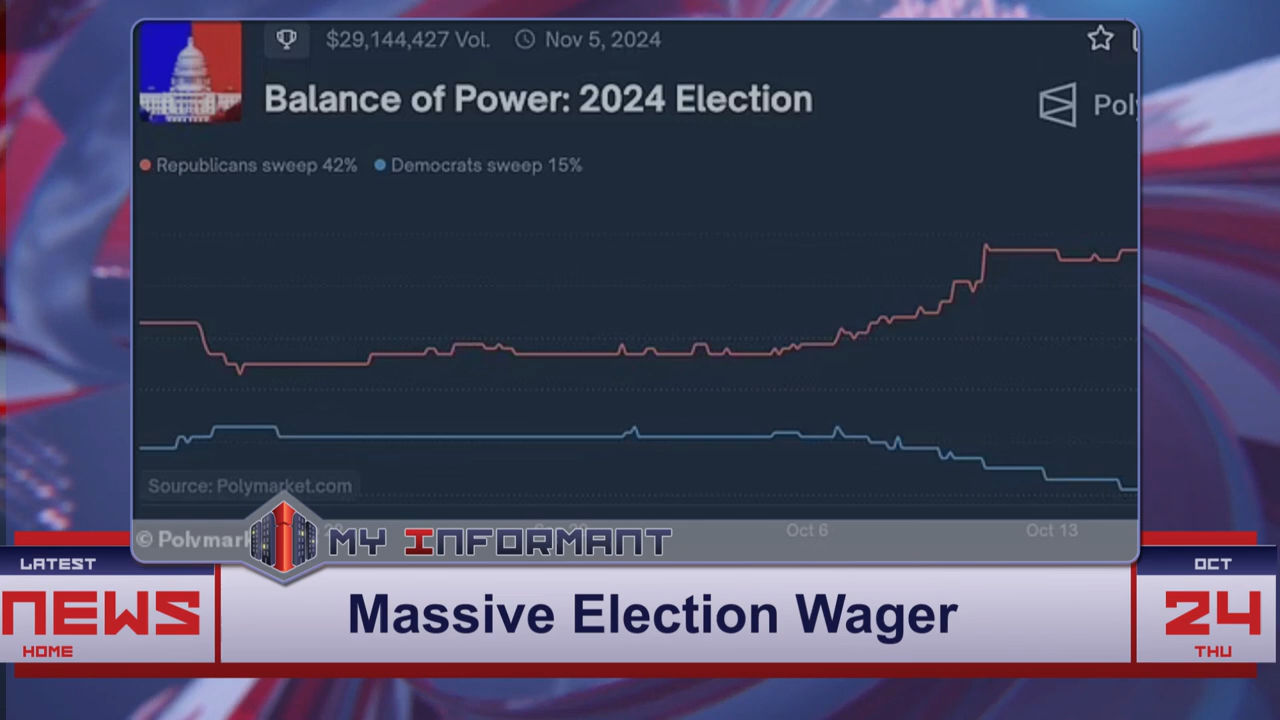 $29,144,427 Vol. Nov 5, 2024
Balance of Power: 2024 Election
Republicans sweep 42% Democrats sweep 15%
Source: Polymarket.com
Oct 6 Oct 13
MY INFORMANT
LATEST
NEWS
HOME
Massive Election Wager
OCT
24
THU